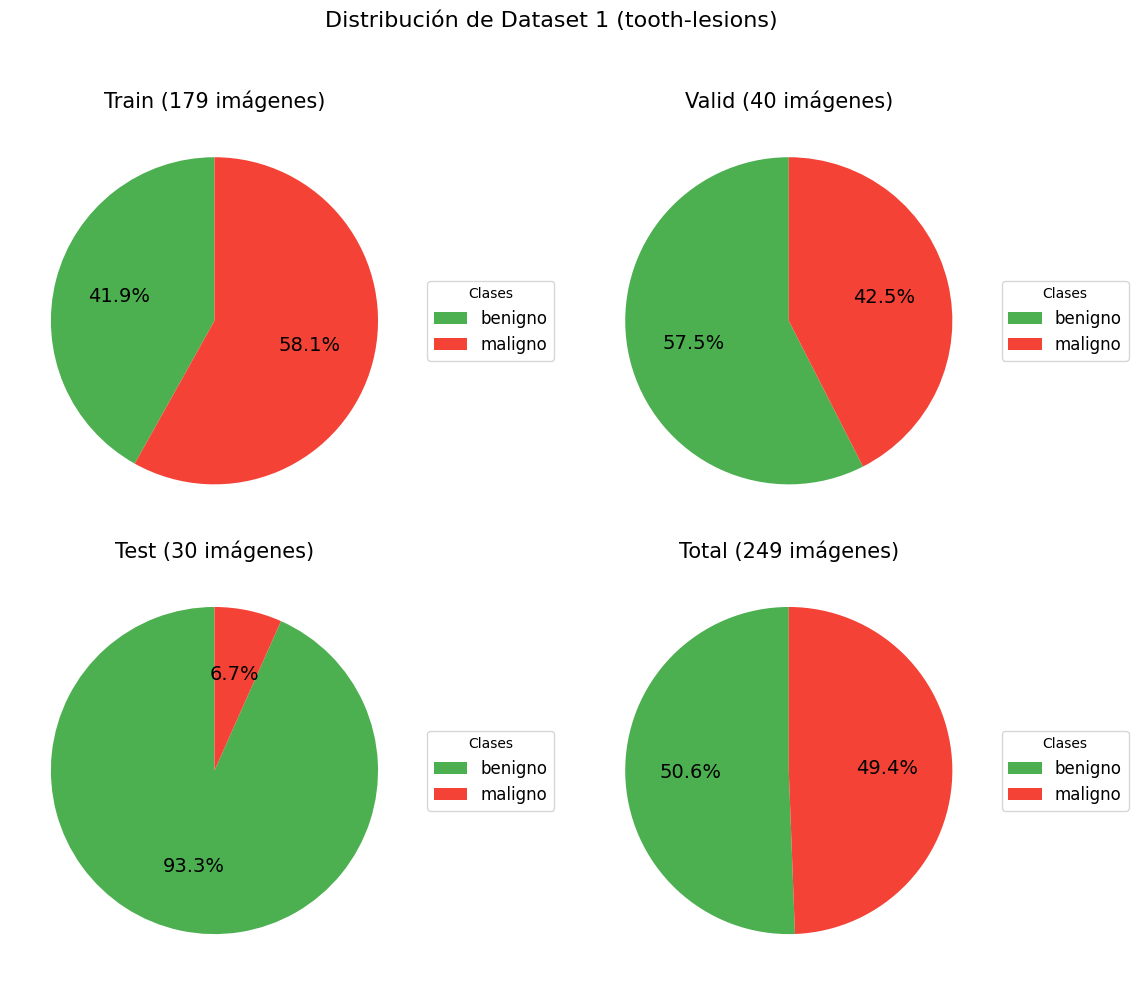 Distribución de Dataset 1 (tooth-lesions)
Train (179 imágenes)
41.9%
58.1%
Clases
benigno
maligno
Valid (40 imágenes)
42.5%
57.5%
Clases
benigno
maligno
Test (30 imágenes)
6.7%
93.3%
Clases
benigno
maligno
Total (249 imágenes)
50.6%
49.4%
Clases
benigno
maligno